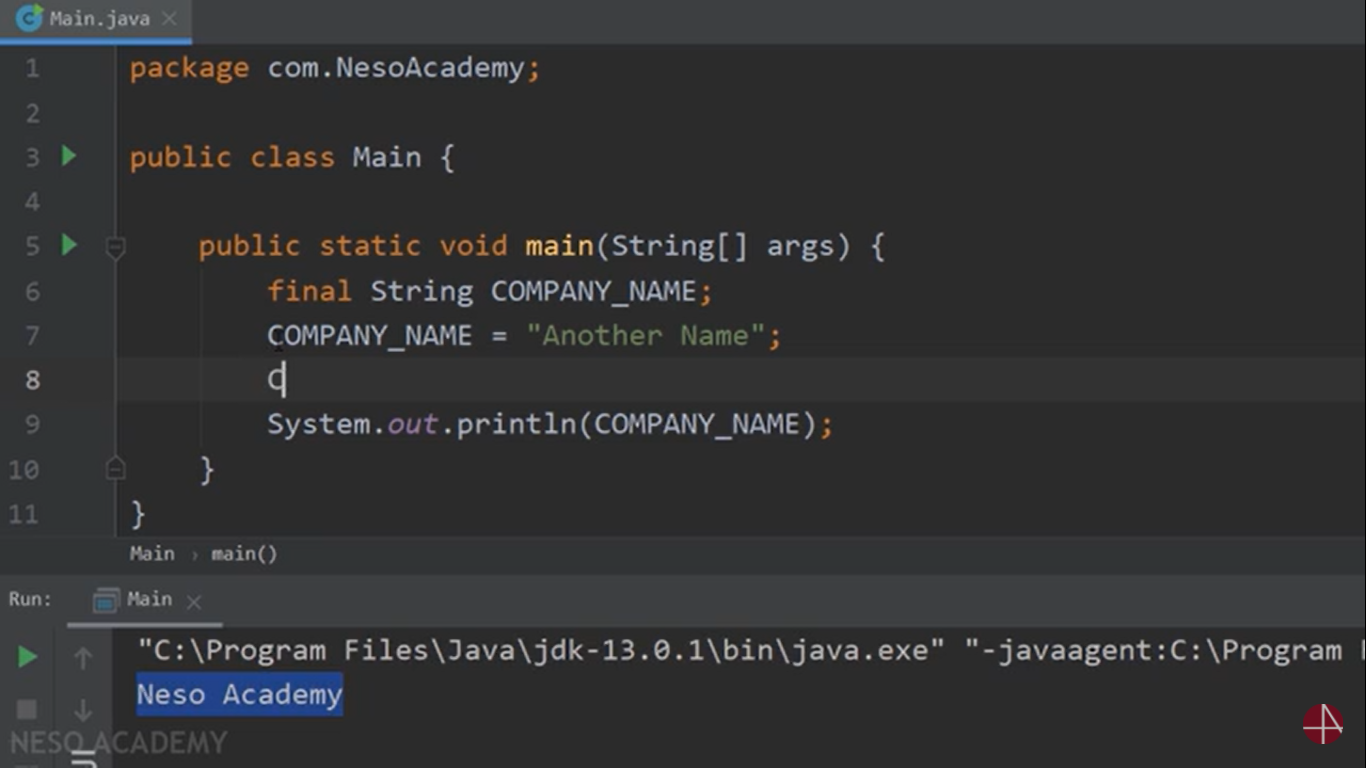 Main.java
1 package com.NesoAcademy;
2
3 public class Main {
4
5 public static void main(String[] args) {
6 final String COMPANY_NAME;
7 COMPANY_NAME = "Another Name";
8 C
9 System.out.println(COMPANY_NAME);
10 }
11 }
Main › main()
Run: Main
"C:\Program Files\Java\jdk-13.0.1\bin\java.exe" "-javaagent:C:\Program
Neso Academy
NESO ACADEMY